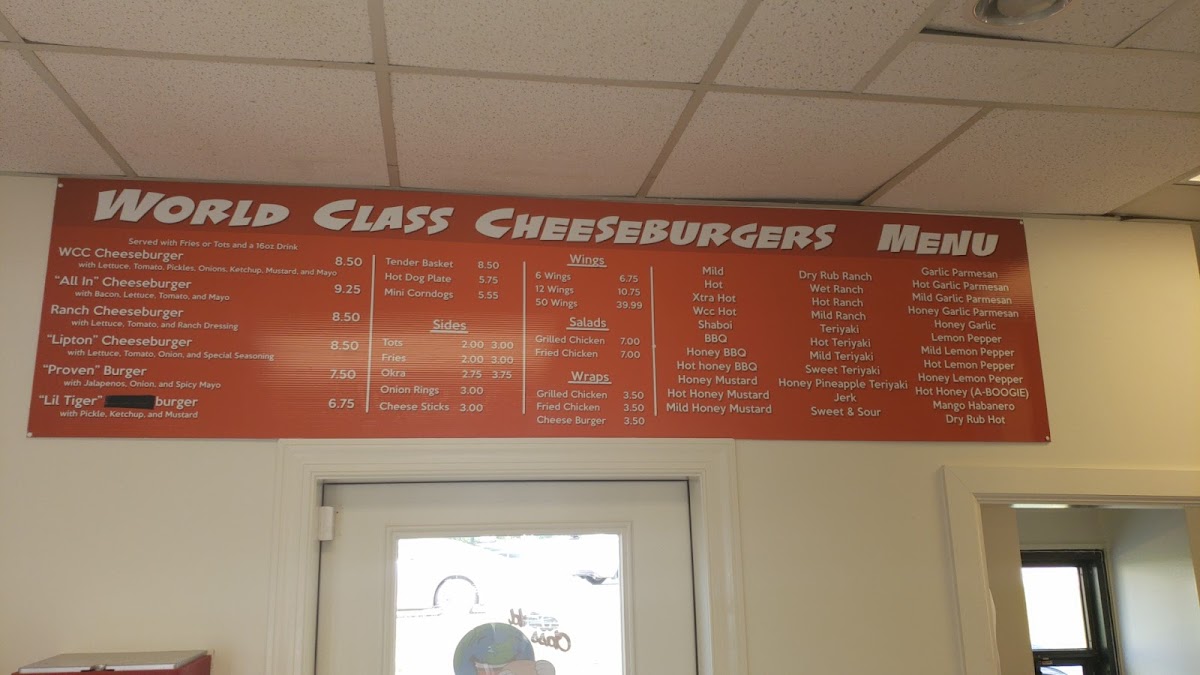 WORLD CLASS CHEESEBURGERS MENU
Served with Fries or Tots and a 16oz Drink
WCC Cheeseburger 8.50
with Lettuce, Tomato, Pickles, Onions, Ketchup, Mustard, and Mayo
"All In" Cheeseburger 9.25
with Bacon, Lettuce, Tomato, and Mayo
Ranch Cheeseburger 8.50
with Lettuce, Tomato, and Ranch Dressing
"Lipton" Cheeseburger 8.50
with Lettuce, Tomato, Onion, and Special Seasoning
"Proven" Burger 7.50
with Jalapenos, Onion, and Spicy Mayo
"Lil Tiger" burger 6.75
with Pickle, Ketchup, and Mustard
Tender Basket 8.50
Hot Dog Plate 5.75
Mini Corndogs 5.55
Sides
Tots 2.00 3.00
Fries 2.00 3.00
Okra 2.75 3.75
Onion Rings 3.00
Cheese Sticks 3.00
Wings
6 Wings 6.75
12 Wings 10.75
50 Wings 39.99
Salads
Grilled Chicken 7.00
Fried Chicken 7.00
Wraps
Grilled Chicken 3.50
Fried Chicken 3.50
Cheese Burger 3.50
Mild
Hot
Xtra Hot
Wcc Hot
Shaboi
BBQ
Honey BBQ
Hot honey BBQ
Honey Mustard
Hot Honey Mustard
Mild Honey Mustard
Dry Rub Ranch
Wet Ranch
Hot Ranch
Mild Ranch
Teriyaki
Hot Teriyaki
Mild Teriyaki
Sweet Teriyaki
Honey Pineapple Teriyaki
Jerk
Sweet & Sour
Garlic Parmesan
Hot Garlic Parmesan
Mild Garlic Parmesan
Honey Garlic Parmesan
Honey Garlic
Lemon Pepper
Mild Lemon Pepper
Hot Lemon Pepper
Honey Lemon Pepper
Hot Honey (A-BOOGIE)
Mango Habanero
Dry Rub Hot
Class